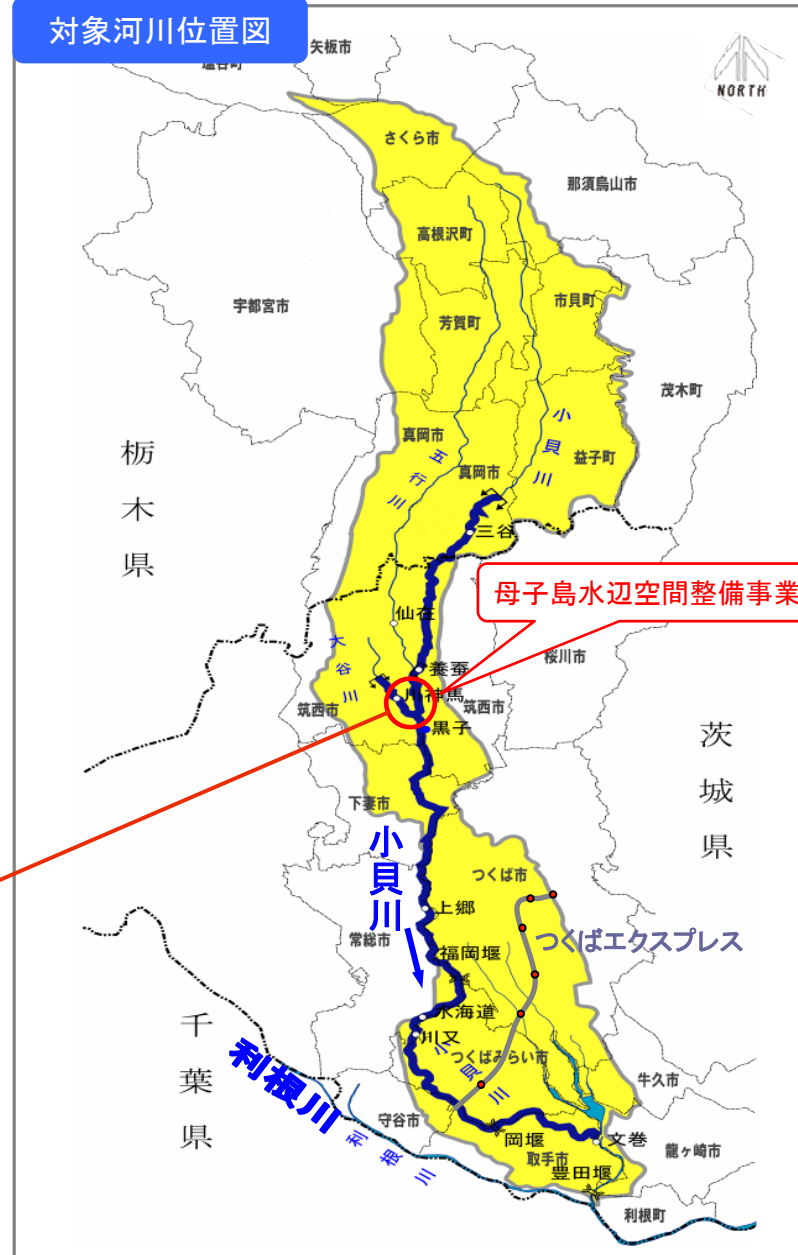 対象河川位置図
矢板市
塩谷町
NORTH
さくら市
那須烏山市
高根沢町
宇都宮市
市貝町
芳賀町
茂木町
小貝川
真岡市
五行川
真岡市
益子町
栃木県
三谷
母子島水辺空間整備事業
仙在
大谷川
桜川市
養蚕
川神馬
筑西市
筑西市
黒子
茨城県
下妻市
小貝川
つくば市
上郷
常総市
つくばエクスプレス
福岡堰
水海道
千葉県
川又
利根川
つくばみらい市
小貝川
牛久市
守谷市
利根川
岡堰
文巻
取手市
龍ヶ崎市
豊田堰
利根町